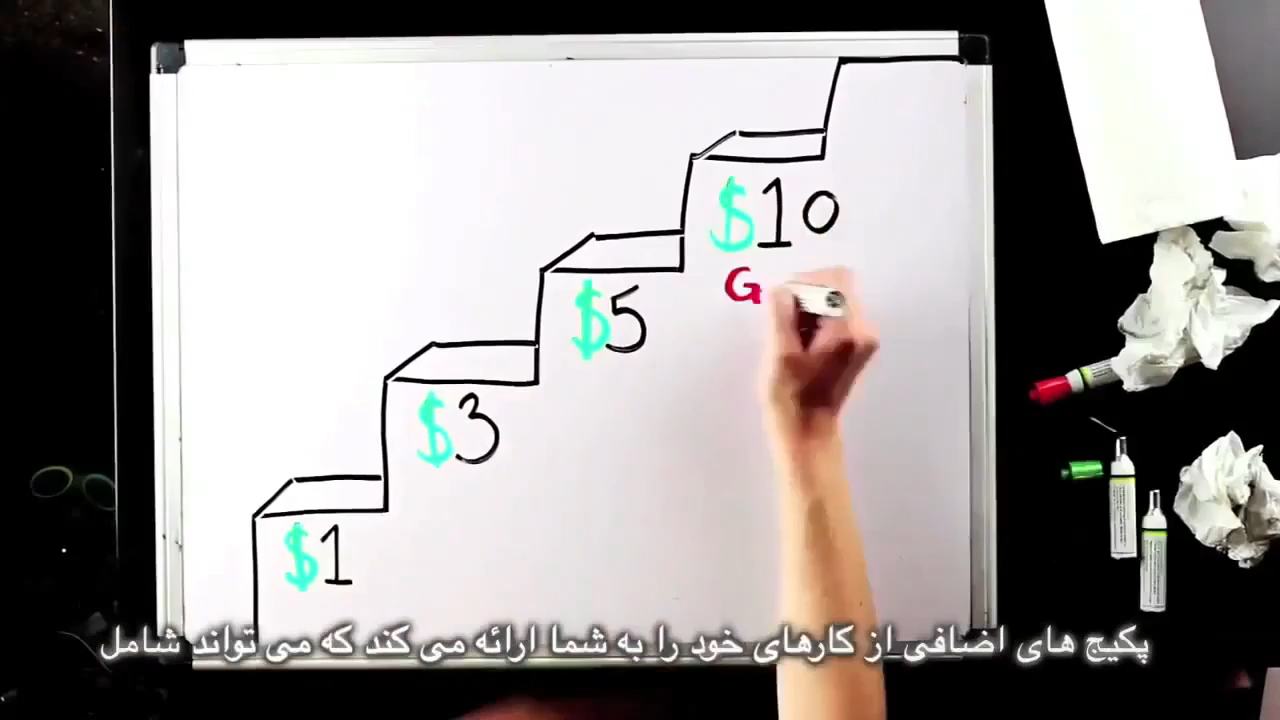 $10
G
$5
$3
$1
پکیج های اضافی از کارهای خود را به شما ارائه می کند که می تواند شامل